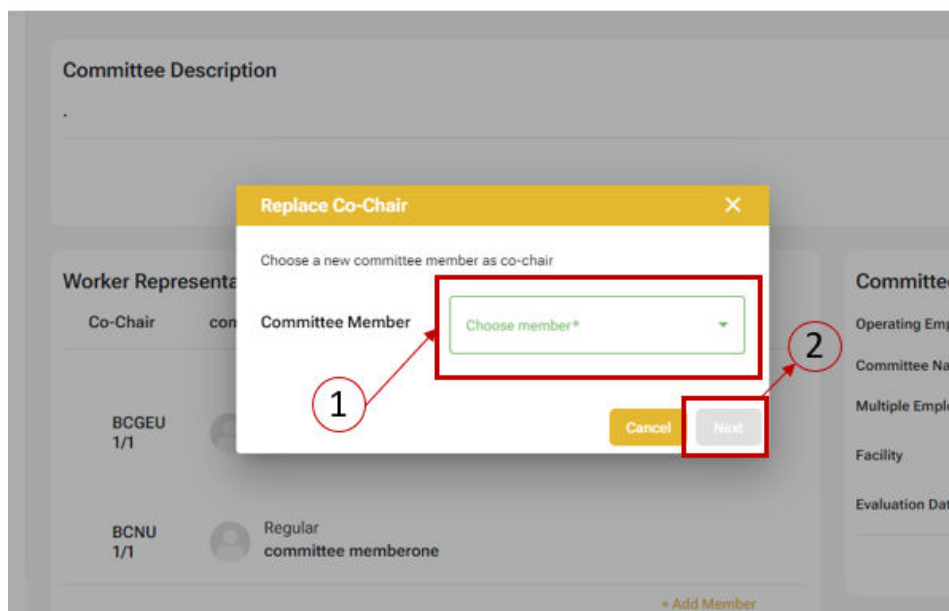 Committee Description
.
Replace Co-Chair
Choose a new committee member as co-chair
Worker Representa
Committee
Co-Chair
com
Committee Member
Choose member*
Operating Emp
2
Committee Na
1
Multiple Emplo
BCGEU
1/1
Cancel
Next
Facility
Evaluation Dat
BCNU
1/1
Regular
committee memberone
+ Add Member